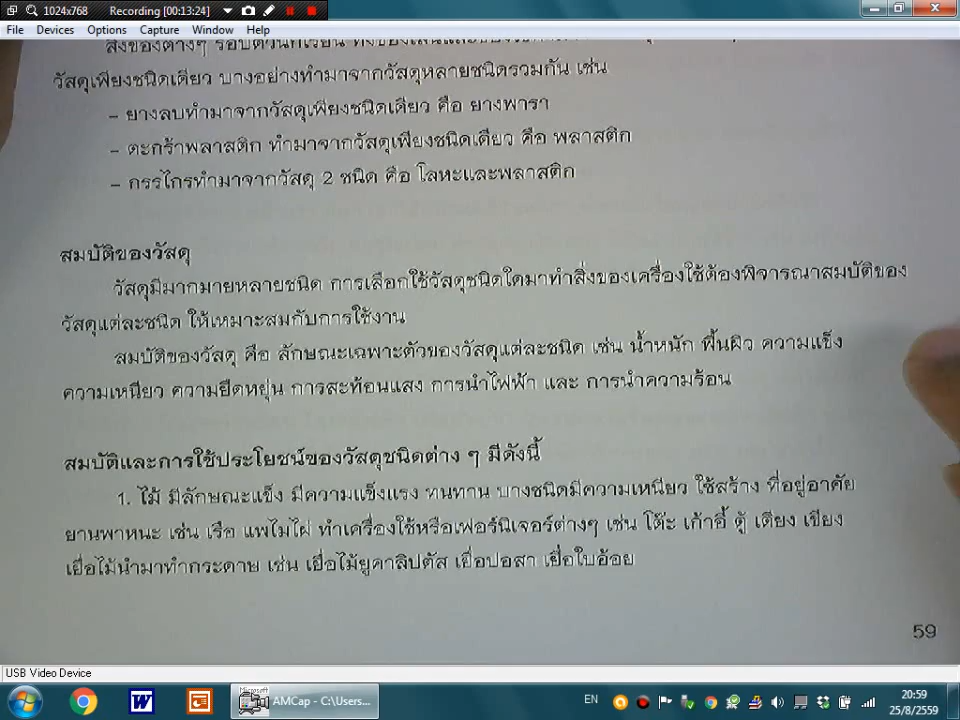 1024x768 Recording [00:13:24]
File Devices Options Capture Window Help
สิ่งของต่างๆ รอบตัวนักเรียน
วัสดุเพียงชนิดเดียว บางอย่างทำมาจากวัสดุหลายชนิดรวมกัน เช่น
– ยางลบทำมาจากวัสดุเพียงชนิดเดียว คือ ยางพารา
– ตะกร้าพลาสติก ทำมาจากวัสดุเพียงชนิดเดียว คือ พลาสติก
– กรรไกรทำมาจากวัสดุ 2 ชนิด คือ โลหะและพลาสติก
สมบัติของวัสดุ
วัสดุมีมากมายหลายชนิด การเลือกใช้วัสดุชนิดใดมาทำสิ่งของเครื่องใช้ต้องพิจารณาสมบัติของ
วัสดุแต่ละชนิด ให้เหมาะสมกับการใช้งาน
สมบัติของวัสดุ คือ ลักษณะเฉพาะตัวของวัสดุแต่ละชนิด เช่น น้ำหนัก พื้นผิว ความแข็ง
ความเหนียว ความยืดหยุ่น การสะท้อนแสง การนำไฟฟ้า และ การนำความร้อน
สมบัติและการใช้ประโยชน์ของวัสดุชนิดต่าง ๆ มีดังนี้
1. ไม้ มีลักษณะแข็ง มีความแข็งแรง ทนทาน บางชนิดมีความเหนียว ใช้สร้าง ที่อยู่อาศัย
ยานพาหนะ เช่น เรือ แพไม้ไผ่ ทำเครื่องใช้หรือเฟอร์นิเจอร์ต่างๆ เช่น โต๊ะ เก้าอี้ ตู้ เตียง เขียง
เยื่อไม้นำมาทำกระดาษ เช่น เยื่อไม้ยูคาลิปตัส เยื่อปอสา เยื่อใบอ้อย
59
USB Video Device
AMCap - C:\Users...
EN
20:59
25/8/2559